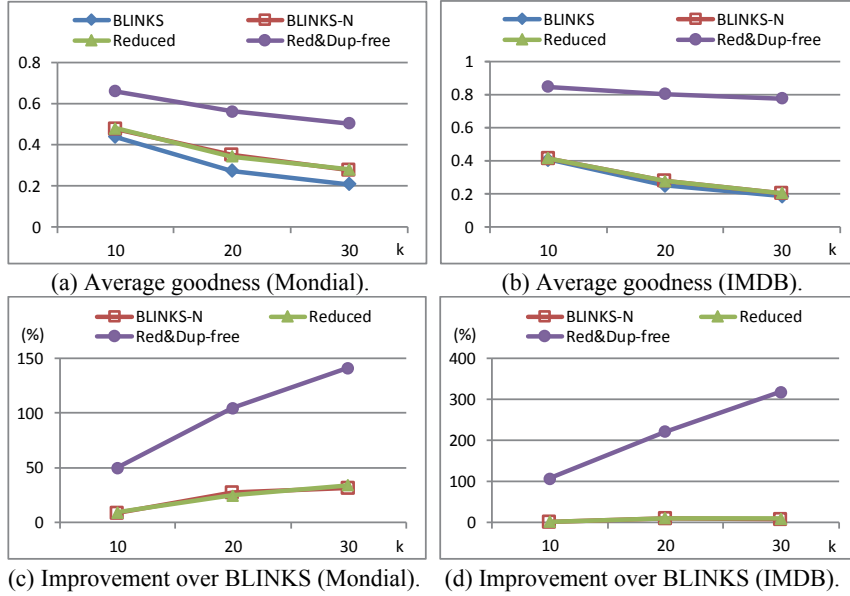 BLINKS BLINKS-N
Reduced Red&Dup-free
0.8
0.6
0.4
0.2
0
10 20 30 k
(a) Average goodness (Mondial).
BLINKS BLINKS-N
Reduced Red&Dup-free
1
0.8
0.6
0.4
0.2
0
10 20 30 k
(b) Average goodness (IMDB).
BLINKS-N Reduced
(%) Red&Dup-free
150
100
50
0
10 20 30 k
(c) Improvement over BLINKS (Mondial).
BLINKS-N Reduced
(%) Red&Dup-free
400
300
200
100
0
10 20 30 k
(d) Improvement over BLINKS (IMDB).